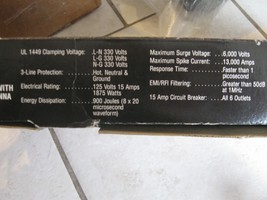 UL 1449 Clamping Voltage: ..L-N 330 Volts
L-G 330 Volts
N-G 330 Volts
3-Line Protection: ..........Hot, Neutral &
Ground
Electrical Rating: ..........125 Volts 15 Amps
1875 Watts
Energy Dissipation: ........900 Joules (8 x 20
microsecond
waveform)
WITH
INA
Maximum Surge Voltage: ...6,000 Volts
Maximum Spike Current: ...13,000 Amps
Response Time: ............Faster than 1
picosecond
EMI/RFI Filtering: .........Greater than 50dB
at 1MHz
15 Amp Circuit Breaker: ....All 6 Outlets